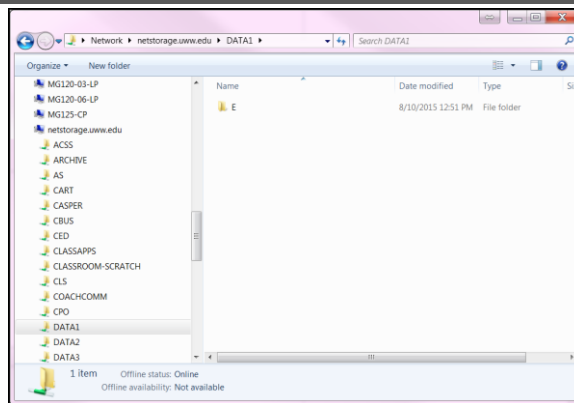 Network ▸ netstorage.uww.edu ▸ DATA1 ▸ Search DATA1
Organize ▾ New folder
Name Date modified Type Si
MG120-03-LP
MG120-06-LP
MG125-CP
netstorage.uww.edu
ACSS
ARCHIVE
AS
CART
CASPER
CBUS
CED
CLASSAPPS
CLASSROOM-SCRATCH
CLS
COACHCOMM
CPO
DATA1
DATA2
DATA3
E 8/10/2015 12:51 PM File folder
1 item Offline status: Online
Offline availability: Not available